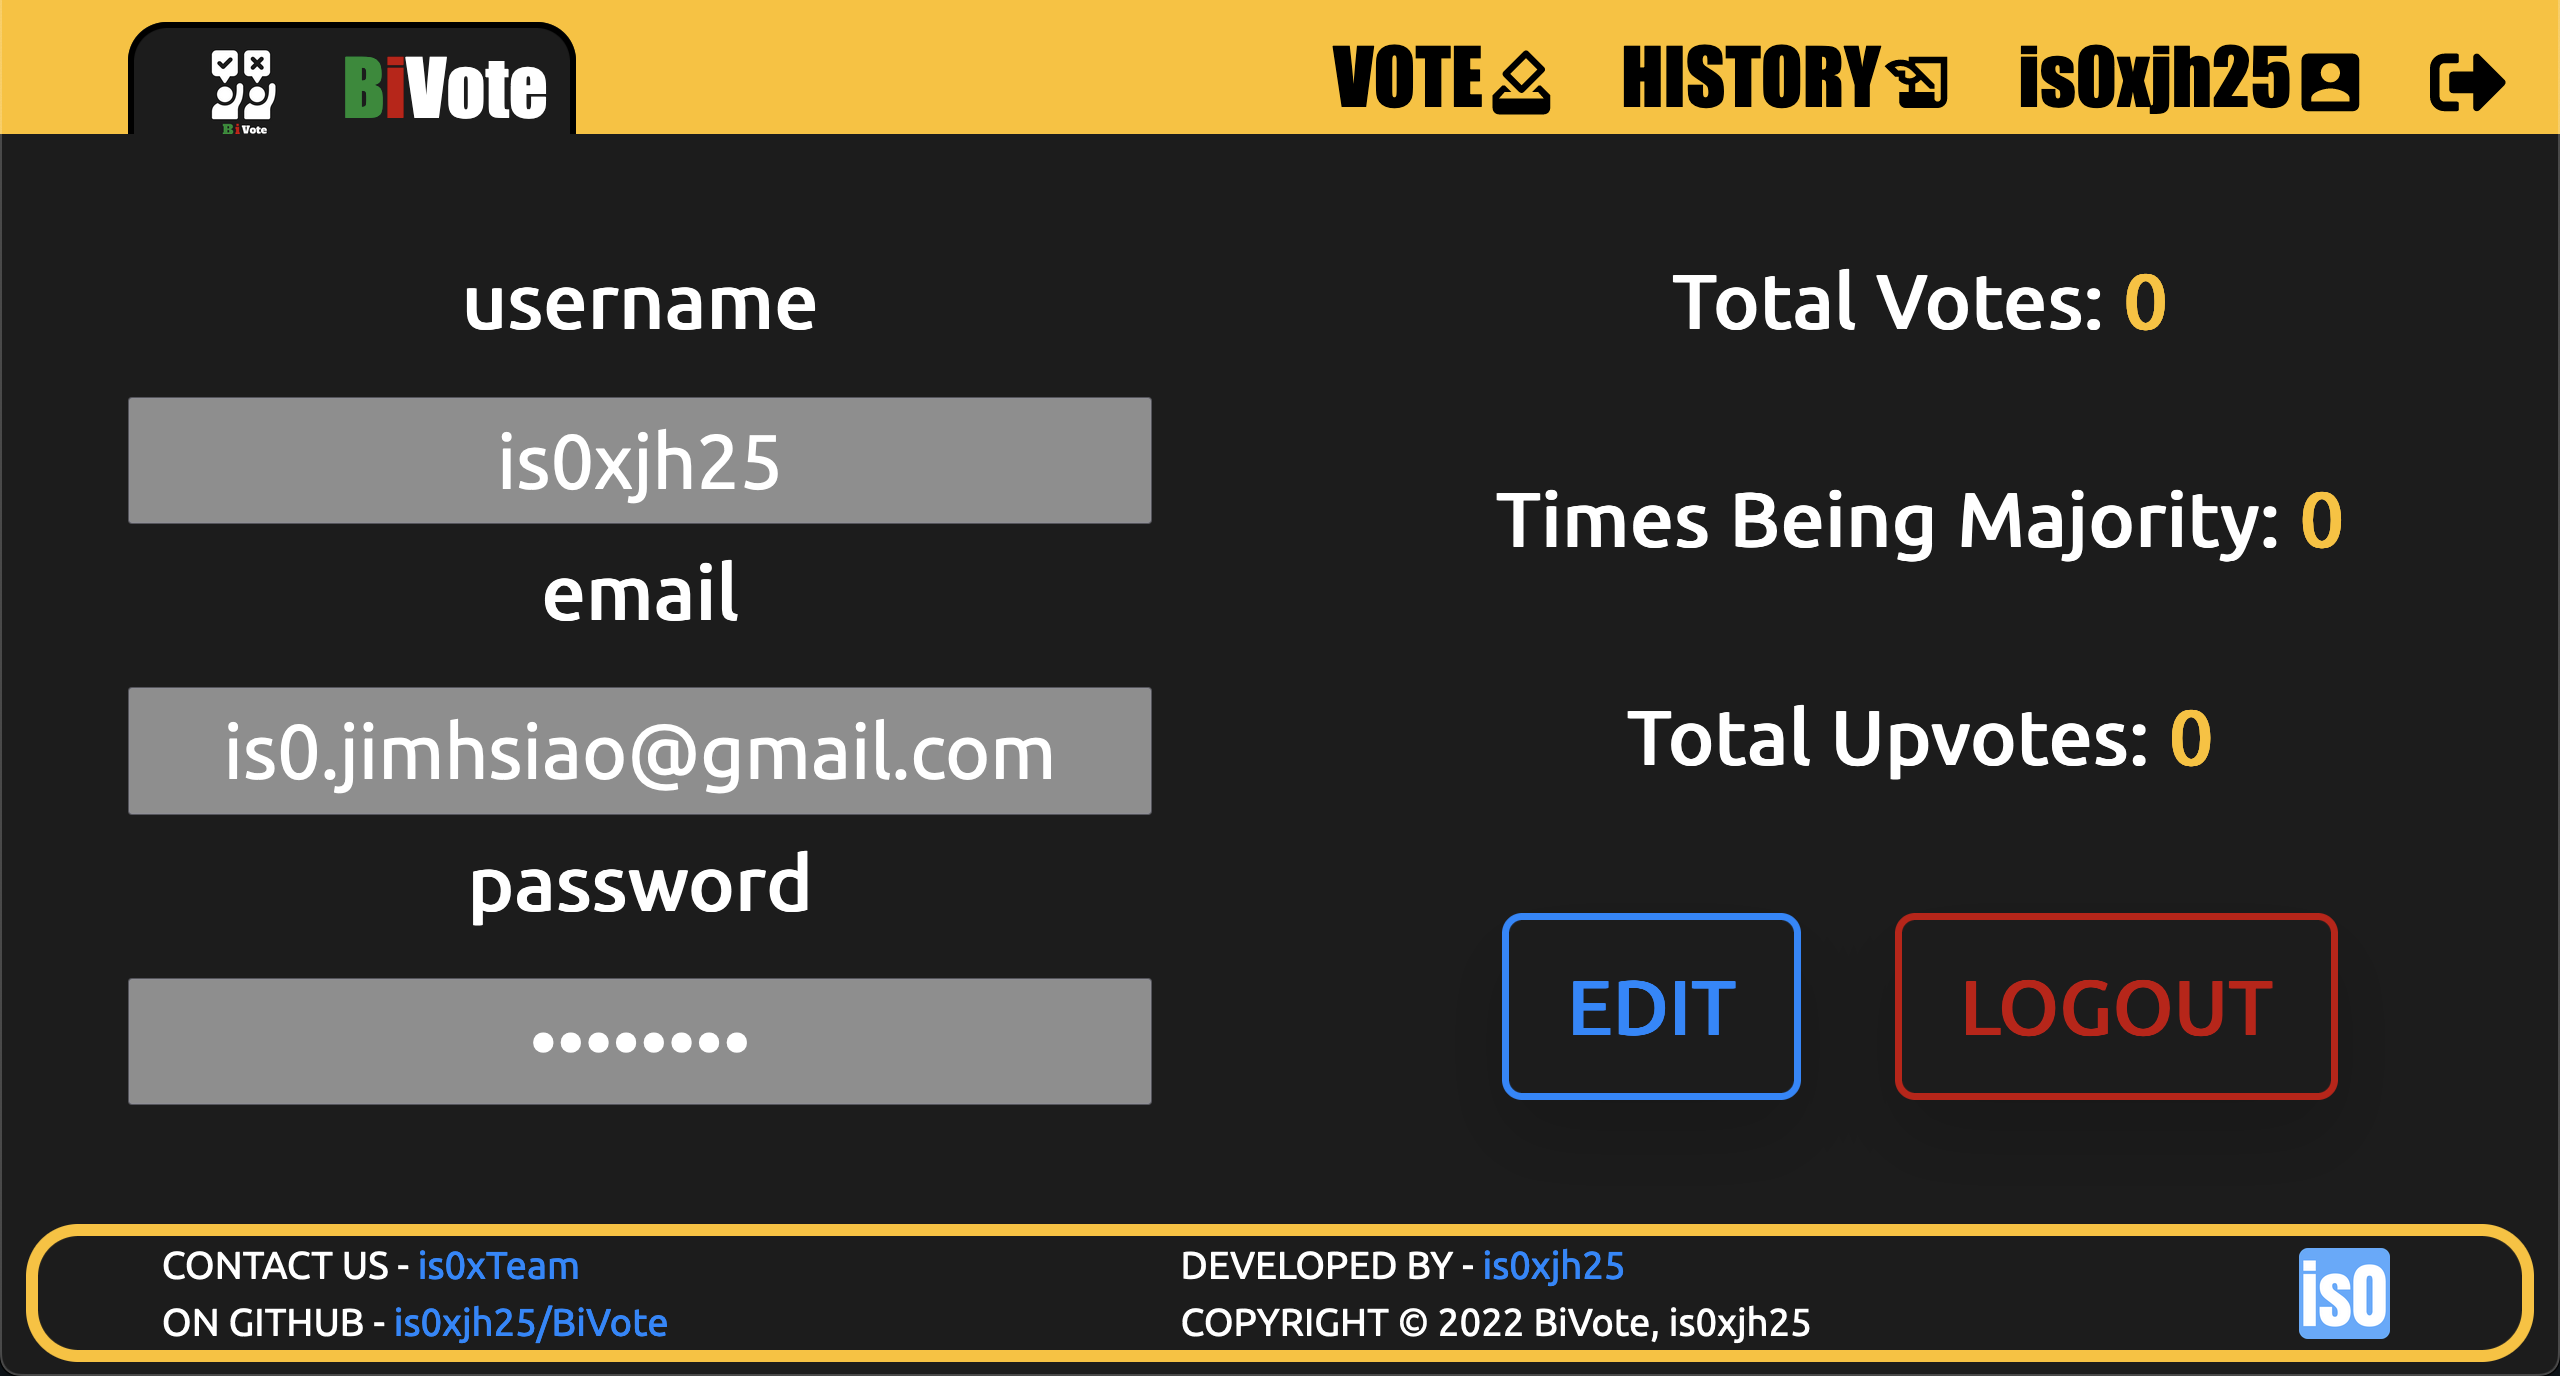 BiVote
BiVote
VOTE
HISTORY
is0xjh25
username
is0xjh25
email
is0.jimhsiao@gmail.com
password
••••••••
Total Votes: 0
Times Being Majority: 0
Total Upvotes: 0
EDIT
LOGOUT
CONTACT US - is0xTeam
ON GITHUB - is0xjh25/BiVote
DEVELOPED BY - is0xjh25
COPYRIGHT © 2022 BiVote, is0xjh25
is0